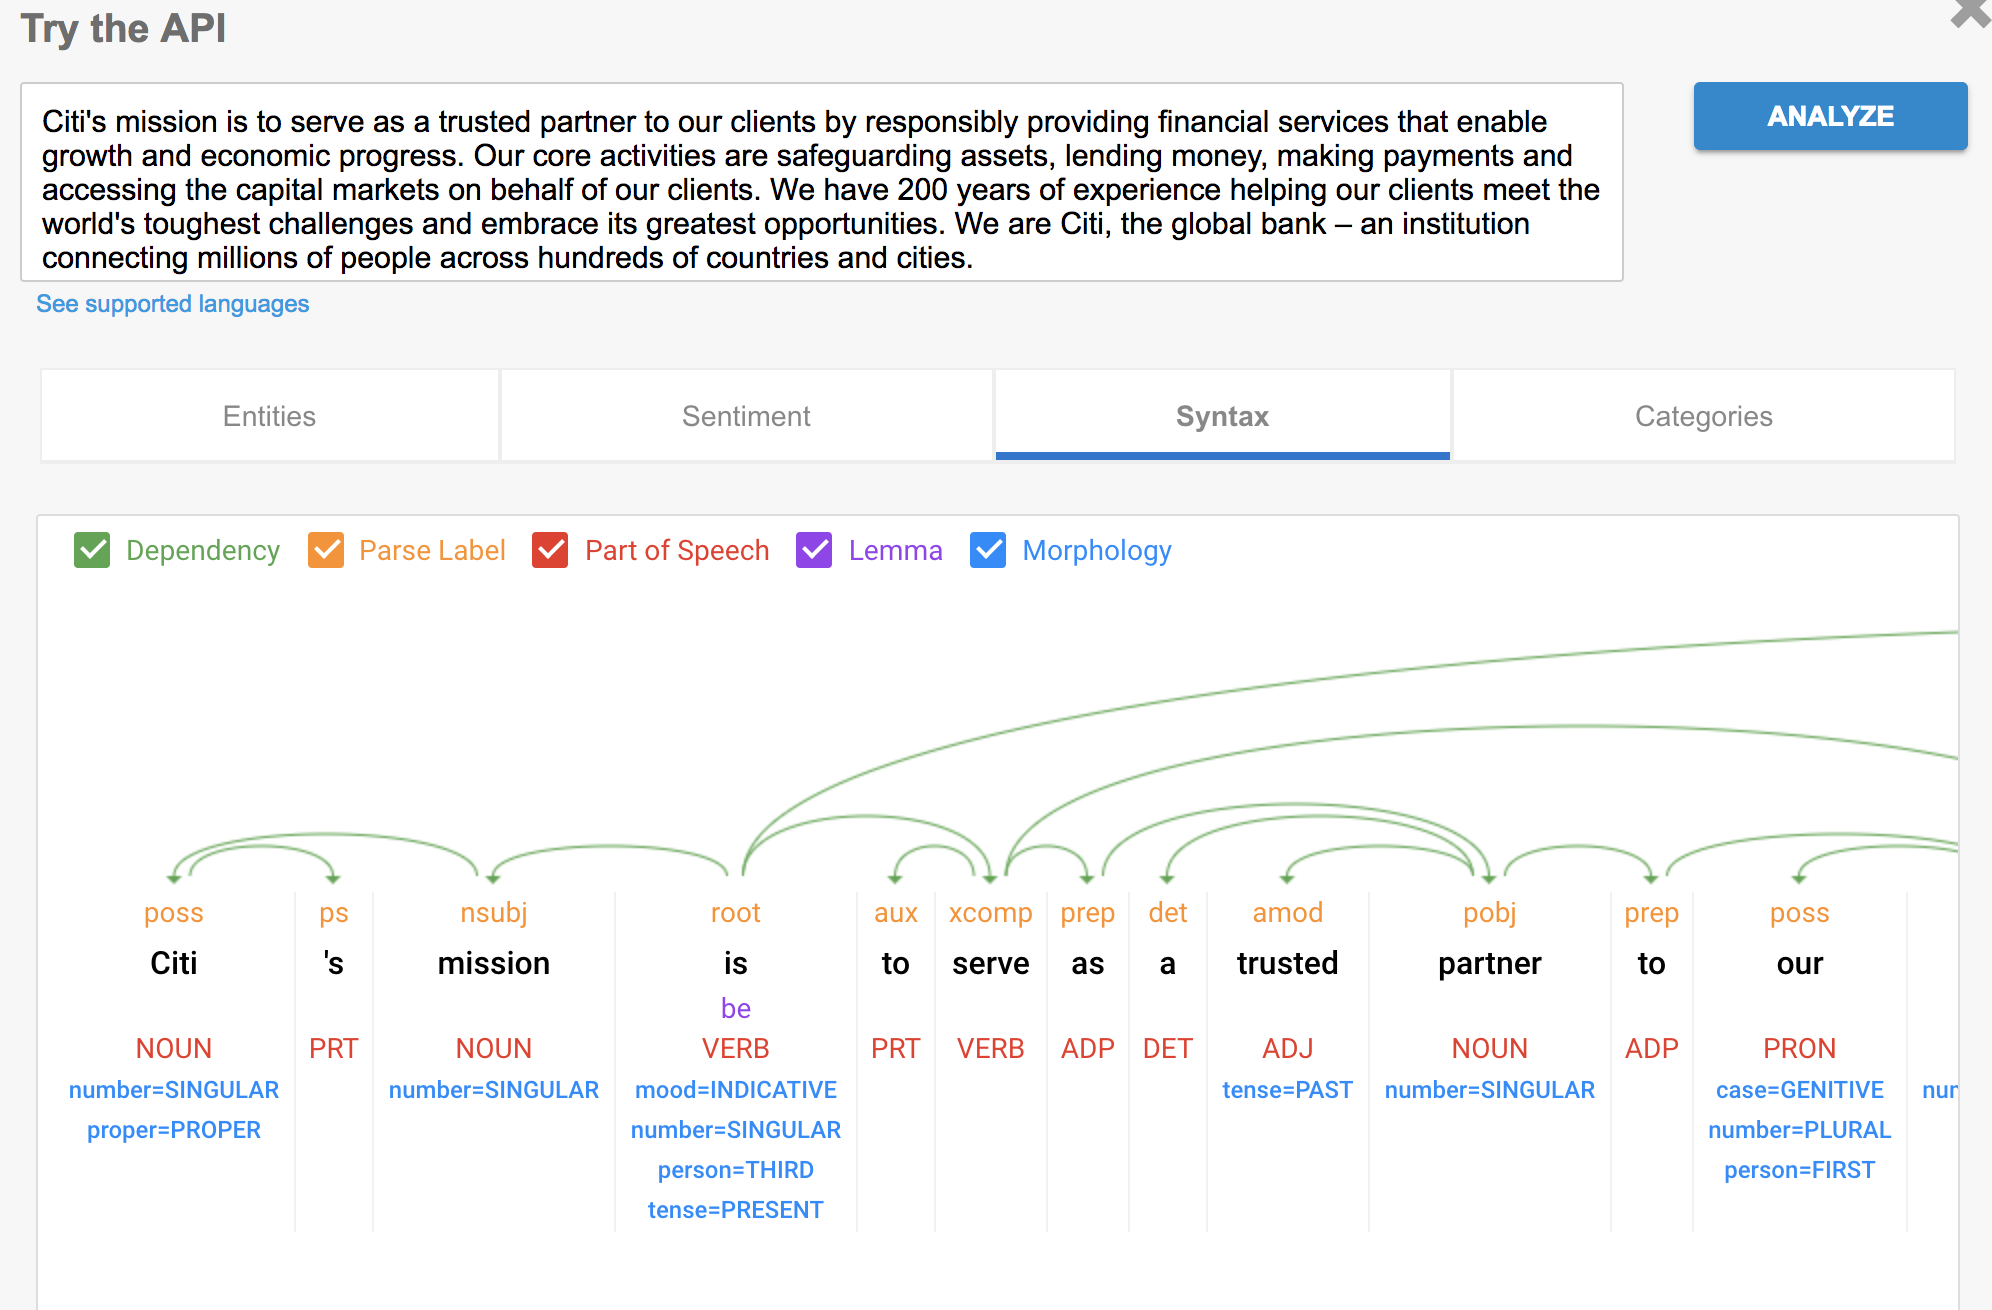 Try the API
Citi's mission is to serve as a trusted partner to our clients by responsibly providing financial services that enable
growth and economic progress. Our core activities are safeguarding assets, lending money, making payments and
accessing the capital markets on behalf of our clients. We have 200 years of experience helping our clients meet the
world's toughest challenges and embrace its greatest opportunities. We are Citi, the global bank – an institution
connecting millions of people across hundreds of countries and cities.
ANALYZE
See supported languages
Entities Sentiment Syntax Categories
Dependency Parse Label Part of Speech Lemma Morphology
poss ps nsubj root aux xcomp prep det amod pobj prep poss
Citi 's mission is to serve as a trusted partner to our
be
NOUN PRT NOUN VERB PRT VERB ADP DET ADJ NOUN ADP PRON
number=SINGULAR number=SINGULAR mood=INDICATIVE tense=PAST number=SINGULAR case=GENITIVE
proper=PROPER number=SINGULAR number=PLURAL
person=THIRD person=FIRST
tense=PRESENT